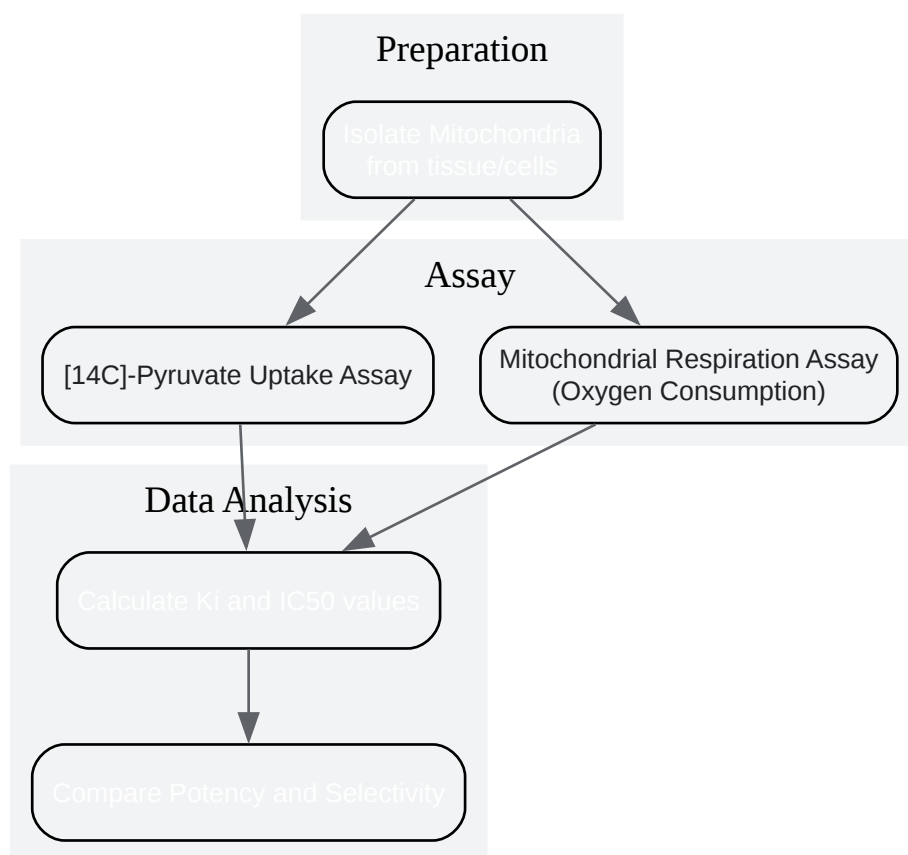 Preparation
Isolate Mitochondria
from tissue/cells
Assay
[14C]-Pyruvate Uptake Assay
Mitochondrial Respiration Assay
(Oxygen Consumption)
Data Analysis
Calculate Ki and IC50 values
Compare Potency and Selectivity